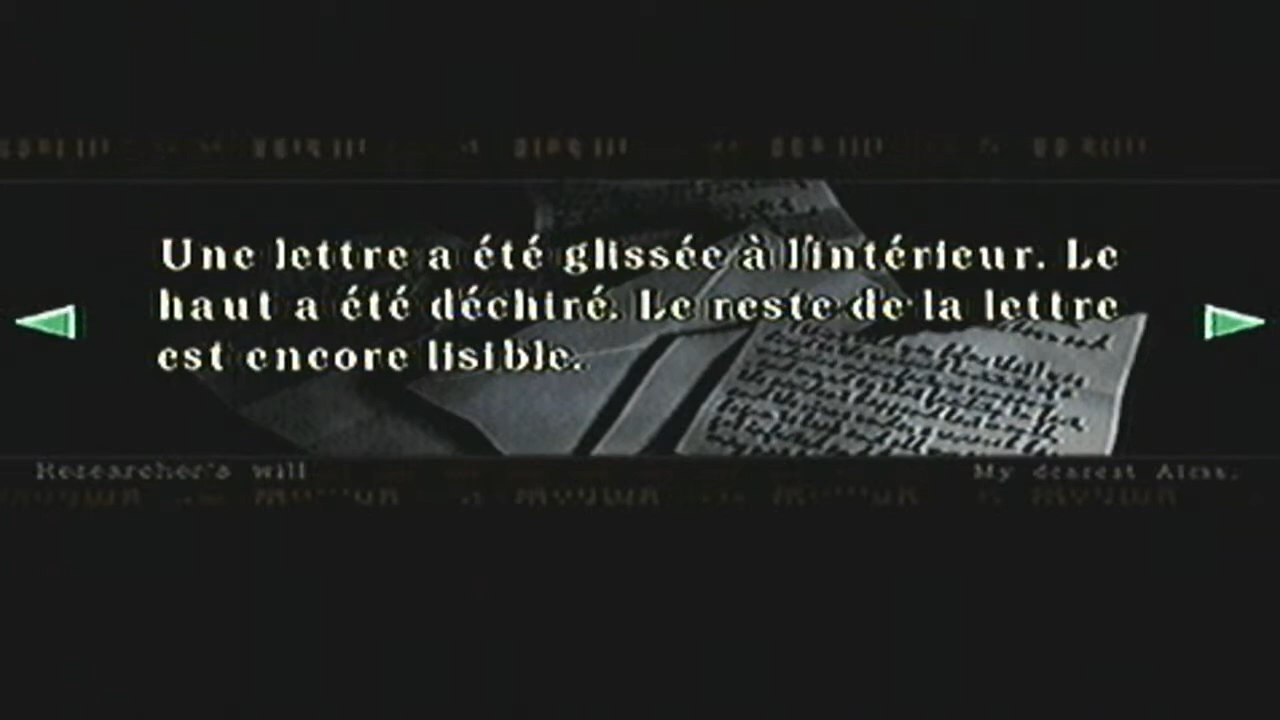 Une lettre a été glissée à l'intérieur. Le
haut a été déchiré. Le reste de la lettre
est encore lisible.
Researcher's will
My dearest